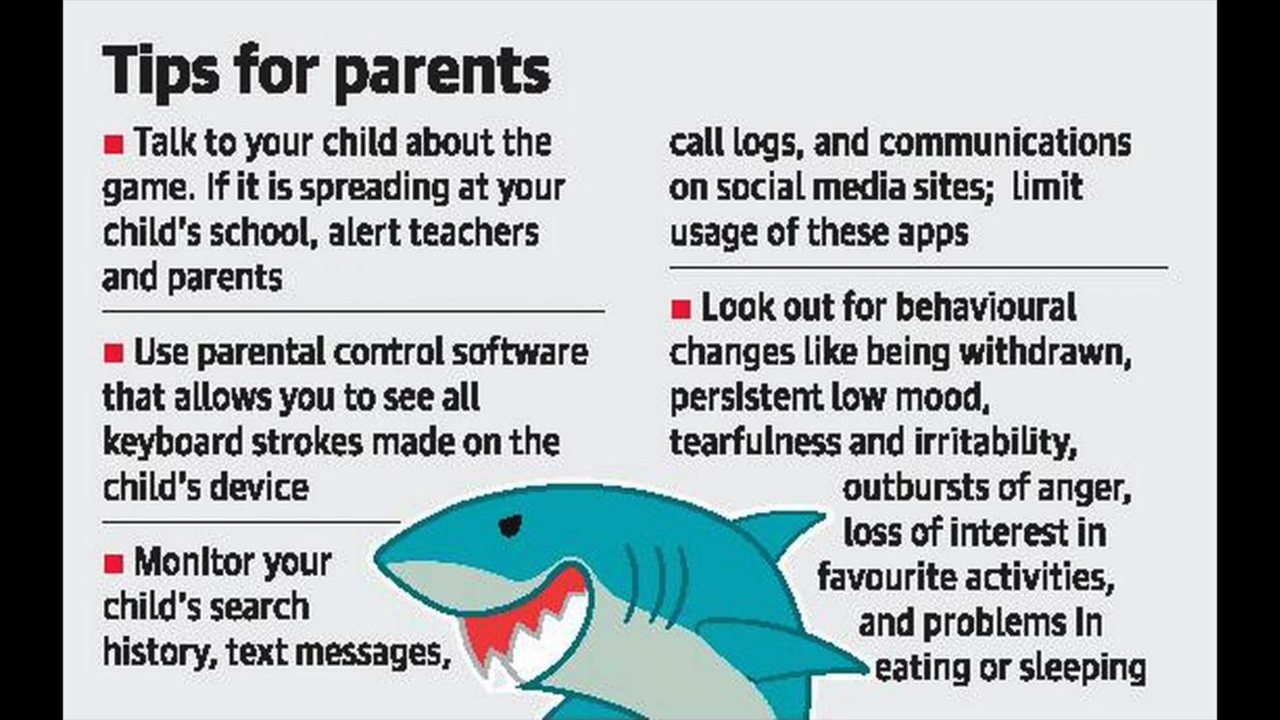 Tips for parents
Talk to your child about the
game. If it is spreading at your
child's school, alert teachers
and parents
Use parental control software
that allows you to see all
keyboard strokes made on the
child's device
Monitor your
child's search
history, text messages,
call logs, and communications
on social media sites; limit
usage of these apps
Look out for behavioural
changes like being withdrawn,
persistent low mood,
tearfulness and irritability,
outbursts of anger,
loss of interest in
favourite activities,
and problems in
eating or sleeping